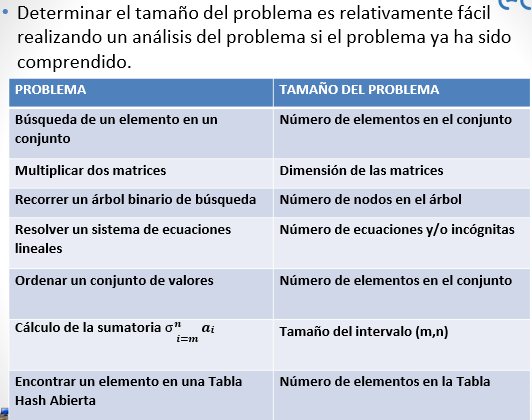 • Determinar el tamaño del problema es relativamente fácil
realizando un análisis del problema si el problema ya ha sido
comprendido.
PROBLEMA TAMAÑO DEL PROBLEMA
Búsqueda de un elemento en un Número de elementos en el conjunto
conjunto
Multiplicar dos matrices Dimensión de las matrices
Recorrer un árbol binario de búsqueda Número de nodos en el árbol
Resolver un sistema de ecuaciones Número de ecuaciones y/o incógnitas
lineales
Ordenar un conjunto de valores Número de elementos en el conjunto
Cálculo de la sumatoria σⁿᵢ₌ₘ aᵢ Tamaño del intervalo (m,n)
Encontrar un elemento en una Tabla Número de elementos en la Tabla
Hash Abierta